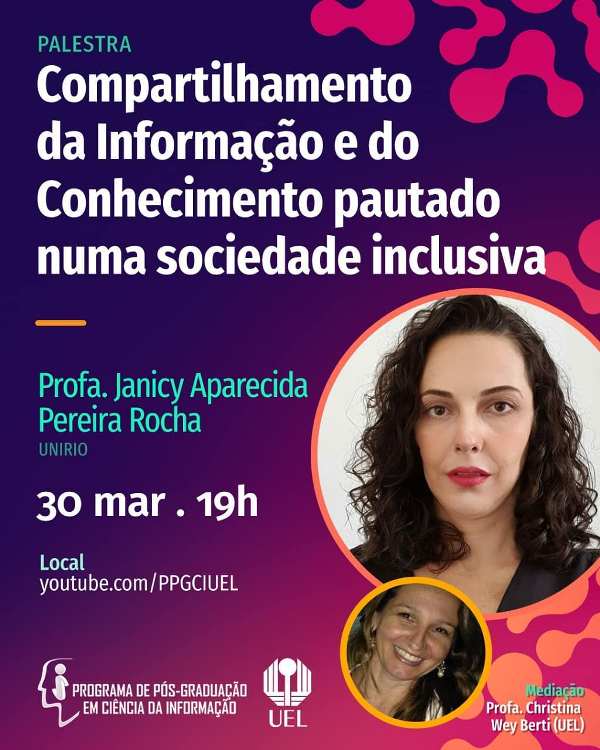 PALESTRA
Compartilhamento
da Informação e do
Conhecimento pautado
numa sociedade inclusiva
Profa. Janicy Aparecida
Pereira Rocha
UNIRIO
30 mar . 19h
Local
youtube.com/PPGCIUEL
PROGRAMA DE PÓS-GRADUAÇÃO
EM CIÊNCIA DA INFORMAÇÃO
UEL
Mediação
Profa. Christina
Wey Berti (UEL)